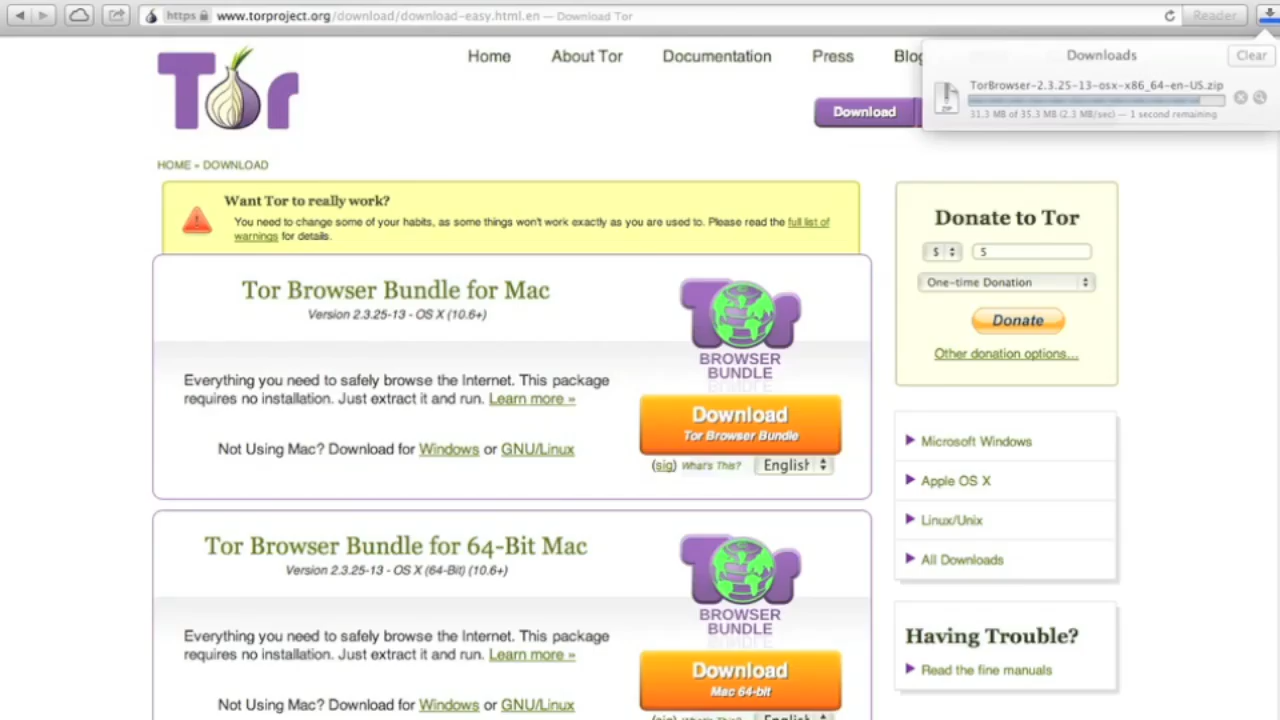 https www.torproject.org/download/download-easy.html.en — Download Tor
Reader
Tor
Home About Tor Documentation Press Blog
Download
Downloads
Clear
TorBrowser-2.3.25-13-osx-x86_64-en-US.zip
ZIP
31.3 MB of 35.3 MB (2.3 MB/sec) — 1 second remaining
HOME » DOWNLOAD
Want Tor to really work?
You need to change some of your habits, as some things won't work exactly as you are used to. Please read the full list of
warnings for details.
Tor Browser Bundle for Mac
Version 2.3.25-13 - OS X (10.6+)
Everything you need to safely browse the Internet. This package
requires no installation. Just extract it and run. Learn more »
Not Using Mac? Download for Windows or GNU/Linux
Tor
BROWSER
BUNDLE
Download
Tor Browser Bundle
(sig) What's This? English
Tor Browser Bundle for 64-Bit Mac
Version 2.3.25-13 - OS X (64-Bit) (10.6+)
Everything you need to safely browse the Internet. This package
requires no installation. Just extract it and run. Learn more »
Not Using Mac? Download for Windows or GNU/Linux
Tor
BROWSER
BUNDLE
Download
Mac 64-bit
(sig) What's This? English
Donate to Tor
$ 5
One-time Donation
Donate
Other donation options...
Microsoft Windows
Apple OS X
Linux/Unix
All Downloads
Having Trouble?
Read the fine manuals